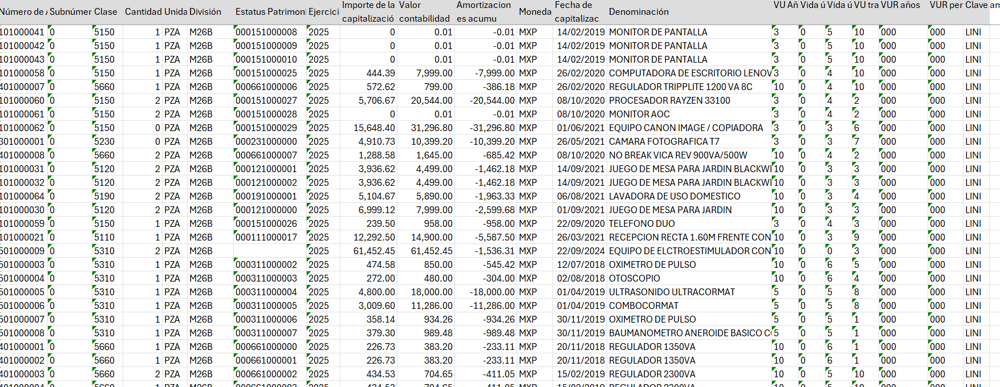 Número de Subnúmer Clase Cantidad Unida División Estatus Patrimoni Ejercici Importe de la capitalizació Valor contabilidad Amortizacion es acumu Moneda Fecha de capitalizac Denominación VU Añ Vida ú Vida ú VU tra VUR años VUR per Clave am
101000041 0 5150 1 PZA M26B 000151000008 2025 0 0.01 -0.01 MXP 14/02/2019 MONITOR DE PANTALLA 3 0 5 10 000 000 LINI
101000042 0 5150 1 PZA M26B 000151000009 2025 0 0.01 -0.01 MXP 14/02/2019 MONITOR DE PANTALLA 3 0 5 10 000 000 LINI
101000043 0 5150 1 PZA M26B 000151000010 2025 0 0.01 -0.01 MXP 14/02/2019 MONITOR DE PANTALLA 3 0 5 10 000 000 LINI
101000058 0 5150 1 PZA M26B 000151000025 2025 444.39 7,999.00 -7,999.00 MXP 26/02/2020 COMPUTADORA DE ESCRITORIO LENOV 3 0 4 10 000 000 LINI
401000007 0 5660 1 PZA M26B 000661000006 2025 572.62 799.00 -386.18 MXP 26/02/2020 REGULADOR TRIPPLITE 1200 VA 8C 10 0 4 10 000 000 LINI
101000060 0 5150 2 PZA M26B 000151000027 2025 5,706.67 20,544.00 -20,544.00 MXP 08/10/2020 PROCESADOR RAYZEN 33100 3 0 4 2 000 000 LINI
101000061 0 5150 2 PZA M26B 000151000028 2025 0 0.01 -0.01 MXP 08/10/2020 MONITOR AOC 3 0 4 2 000 000 LINI
101000062 0 5150 0 PZA M26B 000151000029 2025 15,648.40 31,296.80 -31,296.80 MXP 01/06/2021 EQUIPO CANON IMAGE / COPIADORA 3 0 3 6 000 000 LINI
301000001 0 5230 0 PZA M26B 000231000000 2025 4,910.73 10,399.20 -10,399.20 MXP 26/05/2021 CAMARA FOTOGRAFICA T7 3 0 3 7 000 000 LINI
401000008 0 5660 2 PZA M26B 000661000007 2025 1,288.58 1,645.00 -685.42 MXP 08/10/2020 NO BREAK VICA REV 900VA/500W 10 0 4 2 000 000 LINI
101000031 0 5120 2 PZA M26B 000121000001 2025 3,936.62 4,499.00 -1,462.18 MXP 14/09/2021 JUEGO DE MESA PARA JARDIN BLACKWI 10 0 3 3 000 000 LINI
101000032 0 5120 2 PZA M26B 000121000002 2025 3,936.62 4,499.00 -1,462.18 MXP 14/09/2021 JUEGO DE MESA PARA JARDIN BLACKWI 10 0 3 3 000 000 LINI
101000064 0 5190 2 PZA M26B 000191000001 2025 5,104.67 5,890.00 -1,963.33 MXP 06/08/2021 LAVADORA DE USO DOMESTICO 10 0 3 4 000 000 LINI
101000030 0 5120 2 PZA M26B 000121000000 2025 6,999.12 7,999.00 -2,599.68 MXP 01/09/2021 JUEGO DE MESA PARA JARDIN 10 0 3 3 000 000 LINI
101000059 0 5150 1 PZA M26B 000151000026 2025 239.50 958.00 -958.00 MXP 22/09/2020 TELEFONO DUO 3 0 4 3 000 000 LINI
101000021 0 5110 1 PZA M26B 000111000017 2025 12,292.50 14,900.00 -5,587.50 MXP 26/03/2021 RECEPCION RECTA 1.60M FRENTE CON 10 0 3 9 000 000 LINI
501000009 0 5310 2 PZA M26B 2025 61,452.45 61,452.45 -1,536.31 MXP 22/09/2024 EQUIPO DE ELCTROESTIMULADOR CON 10 0 0 3 000 000 LINI
501000003 0 5310 1 PZA M26B 000311000002 2025 474.58 850.00 -545.42 MXP 12/07/2018 OXIMETRO DE PULSO 10 0 6 5 000 000 LINI
501000004 0 5310 1 PZA M26B 000311000003 2025 272.00 480.00 -304.00 MXP 02/08/2018 OTOSCOPIO 10 0 6 4 000 000 LINI
501000005 0 5310 1 PZA M26B 000311000004 2025 4,800.00 18,000.00 -18,000.00 MXP 01/04/2019 ULTRASONIDO ULTRACORMAT 5 0 5 8 000 000 LINI
501000006 0 5310 1 PZA M26B 000311000005 2025 3,009.60 11,286.00 -11,286.00 MXP 01/04/2019 COMBOCORMAT 5 0 5 8 000 000 LINI
501000007 0 5310 1 PZA M26B 000311000006 2025 358.14 934.26 -934.26 MXP 30/11/2019 OXIMETRO DE PULSO 5 0 5 1 000 000 LINI
501000008 0 5310 1 PZA M26B 000311000007 2025 379.30 989.48 -989.48 MXP 30/11/2019 BAUMANOMETRO ANEROIDE BASICO C 5 0 5 1 000 000 LINI
401000001 0 5660 1 PZA M26B 000661000000 2025 226.73 383.20 -233.11 MXP 20/11/2018 REGULADOR 1350VA 10 0 6 1 000 000 LINI
401000002 0 5660 1 PZA M26B 000661000001 2025 226.73 383.20 -233.11 MXP 20/11/2018 REGULADOR 1350VA 10 0 6 1 000 000 LINI
401000003 0 5660 2 PZA M26B 000661000002 2025 434.53 704.65 -411.05 MXP 15/02/2019 REGULADOR 2300VA 10 0 5 10 000 000 LINI